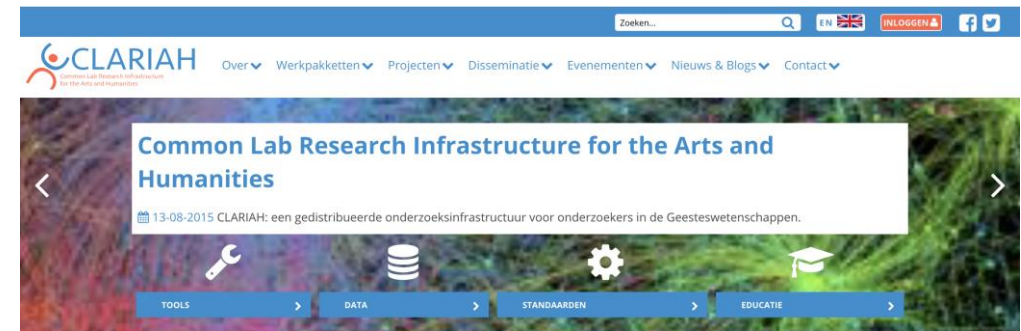 Zoeken...
EN
INLOGGEN
CLARIAH
Common Lab Research Infrastructure
for the Arts and Humanities
Over Werkpakketten Projecten Disseminatie Evenementen Nieuws & Blogs Contact
Common Lab Research Infrastructure for the Arts and
Humanities
13-08-2015 CLARIAH: een gedistribueerde onderzoeksinfrastructuur voor onderzoekers in de Geesteswetenschappen.
TOOLS DATA STANDAARDEN EDUCATIE